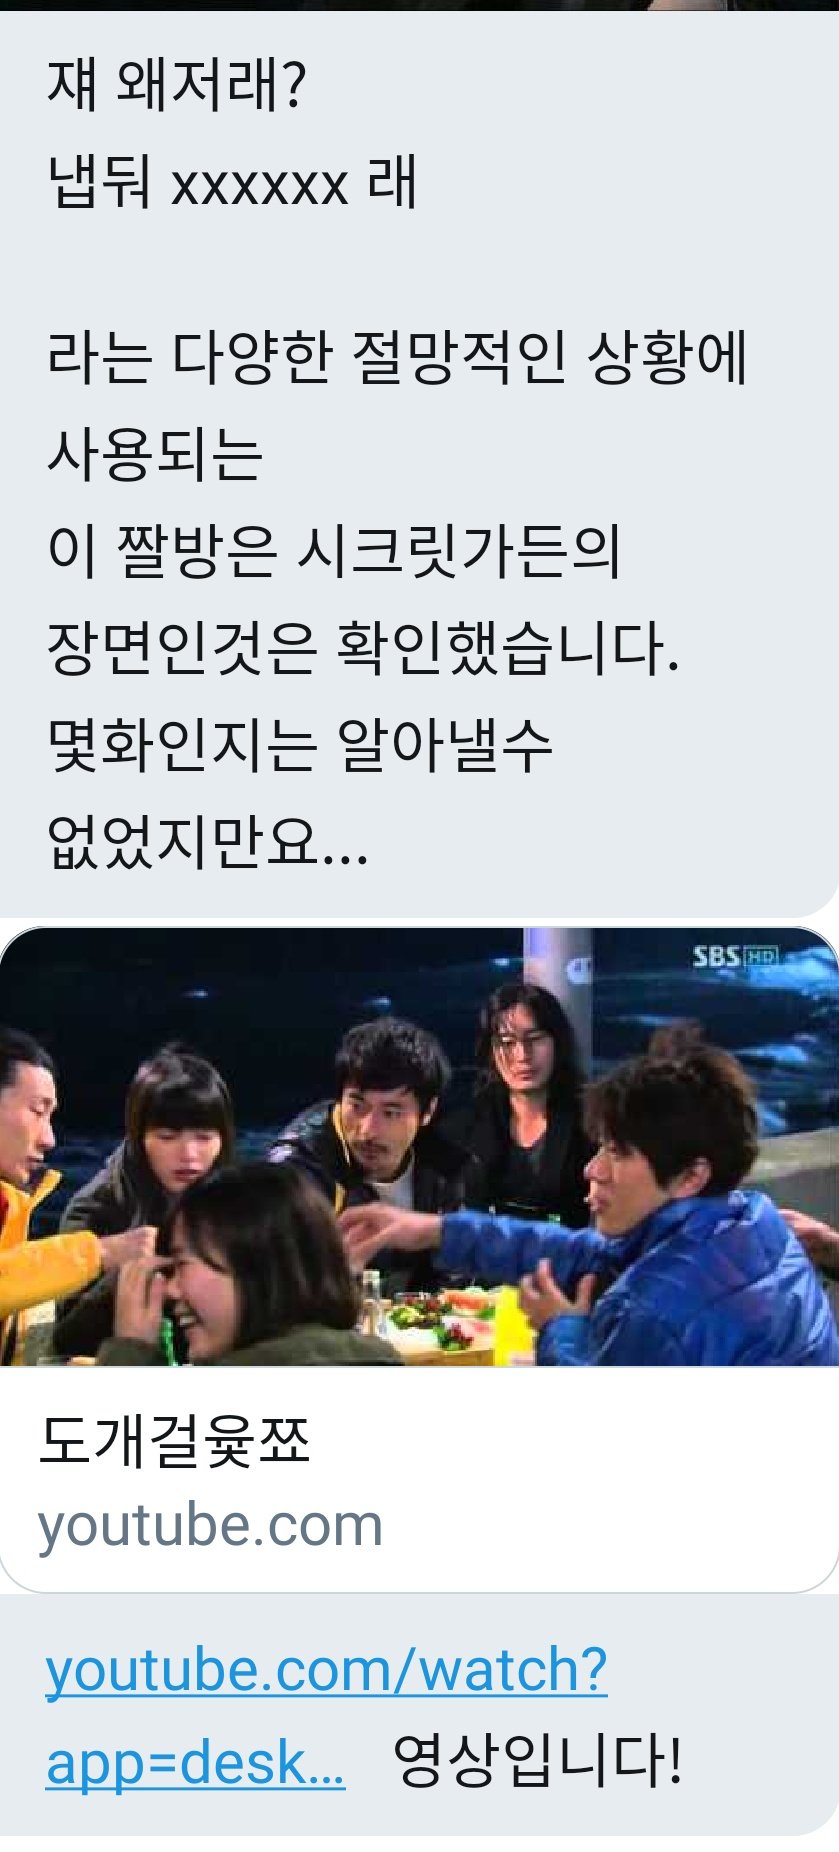 쟤 왜저래?
냅둬 xxxxxx 래
라는 다양한 절망적인 상황에
사용되는
이 짤방은 시크릿가든의
장면인것은 확인했습니다.
몇화인지는 알아낼수
없었지만요...
SBS HD
도개걸윷쬬
youtube.com
youtube.com/watch?
app=desk... 영상입니다!